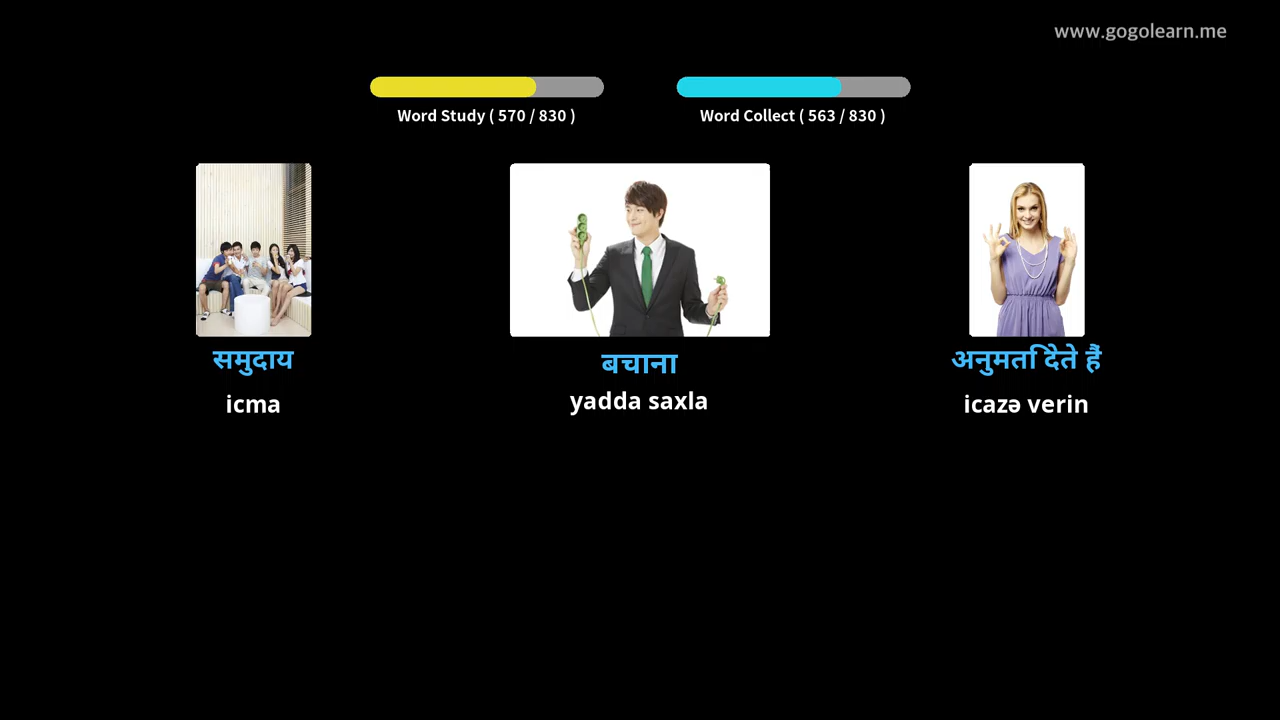 www.gogolearn.me
Word Study ( 570 / 830 )
Word Collect ( 563 / 830 )
समुदाय
बचाना
अनुमति देते हैं
icma
yadda saxla
icazə verin